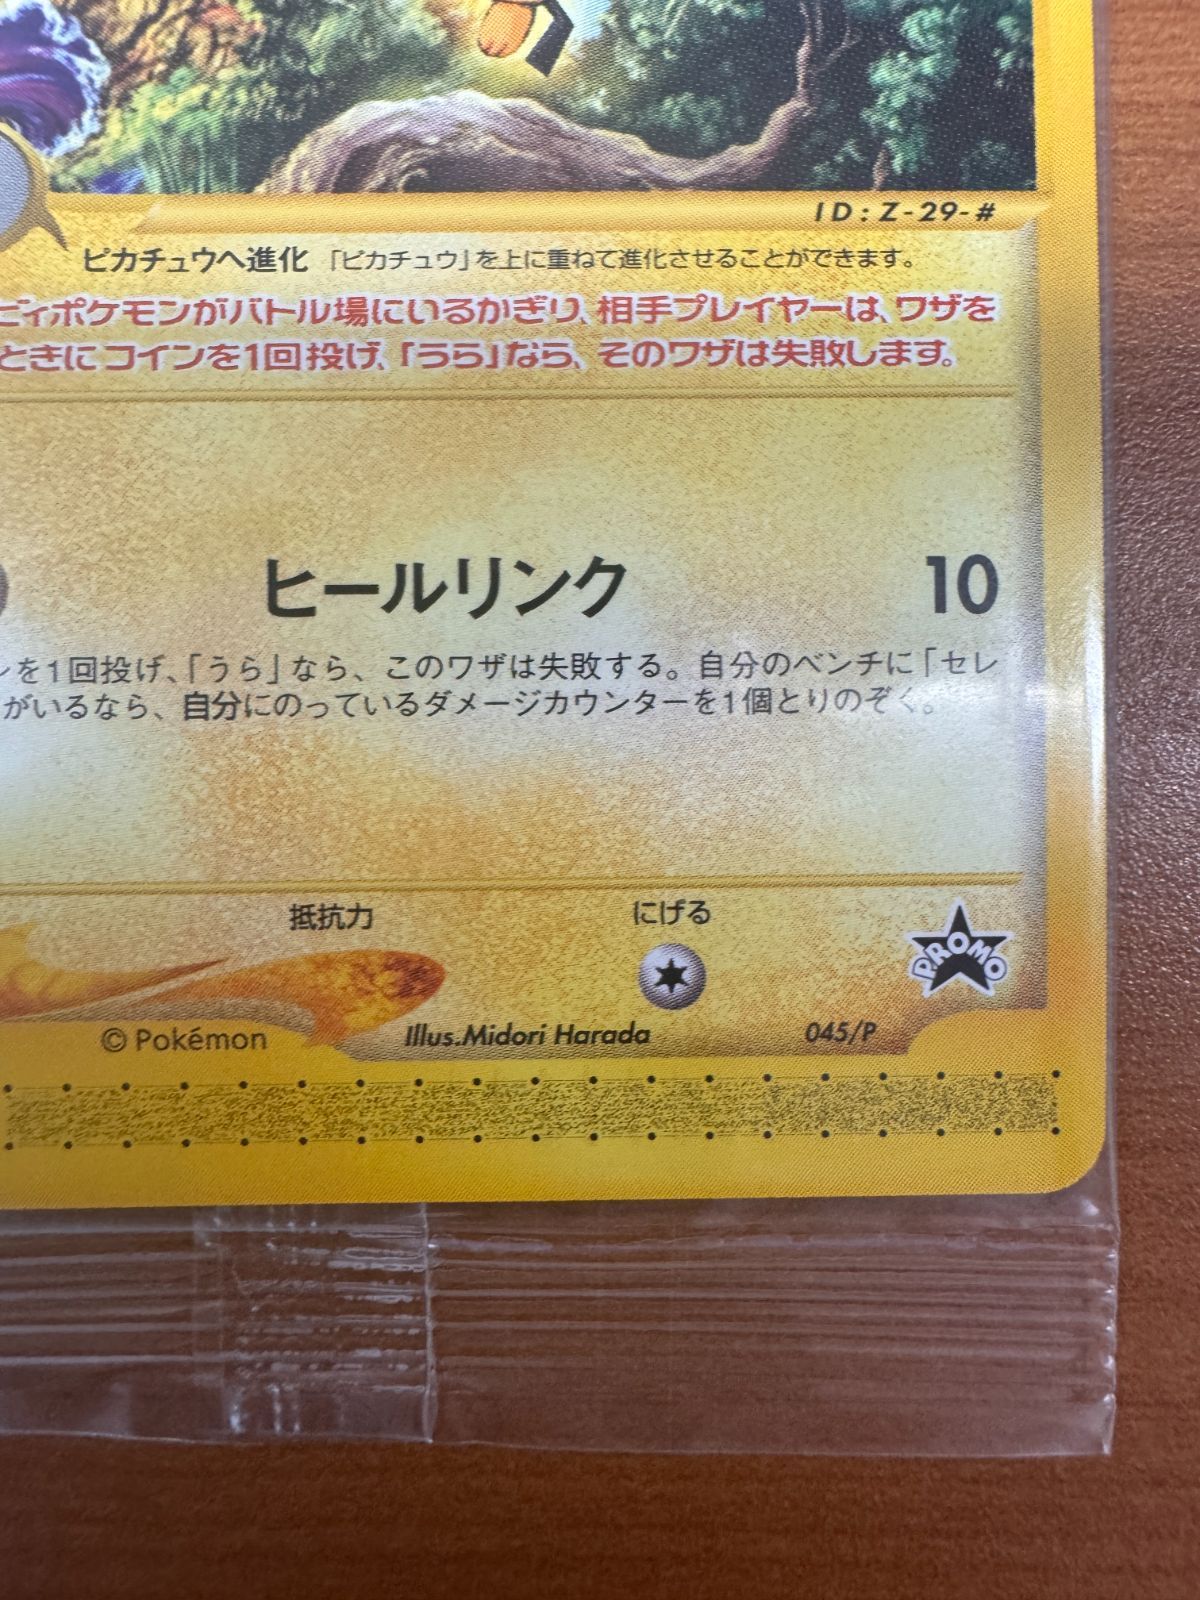 ID:Z-29-#
ピカチュウへ進化 「ピカチュウ」を上に重ねて進化させることができます。
ビィポケモンがバトル場にいるかぎり、相手プレイヤーは、ワザを
ときにコインを1回投げ、「うら」なら、そのワザは失敗します。
ヒールリンク 10
ンを1回投げ、「うら」なら、このワザは失敗する。自分のベンチに「セレ
がいるなら、自分にのっているダメージカウンターを1個とりのぞく。
抵抗力 にげる
PROMO
© Pokémon Illus.Midori Harada 045/P